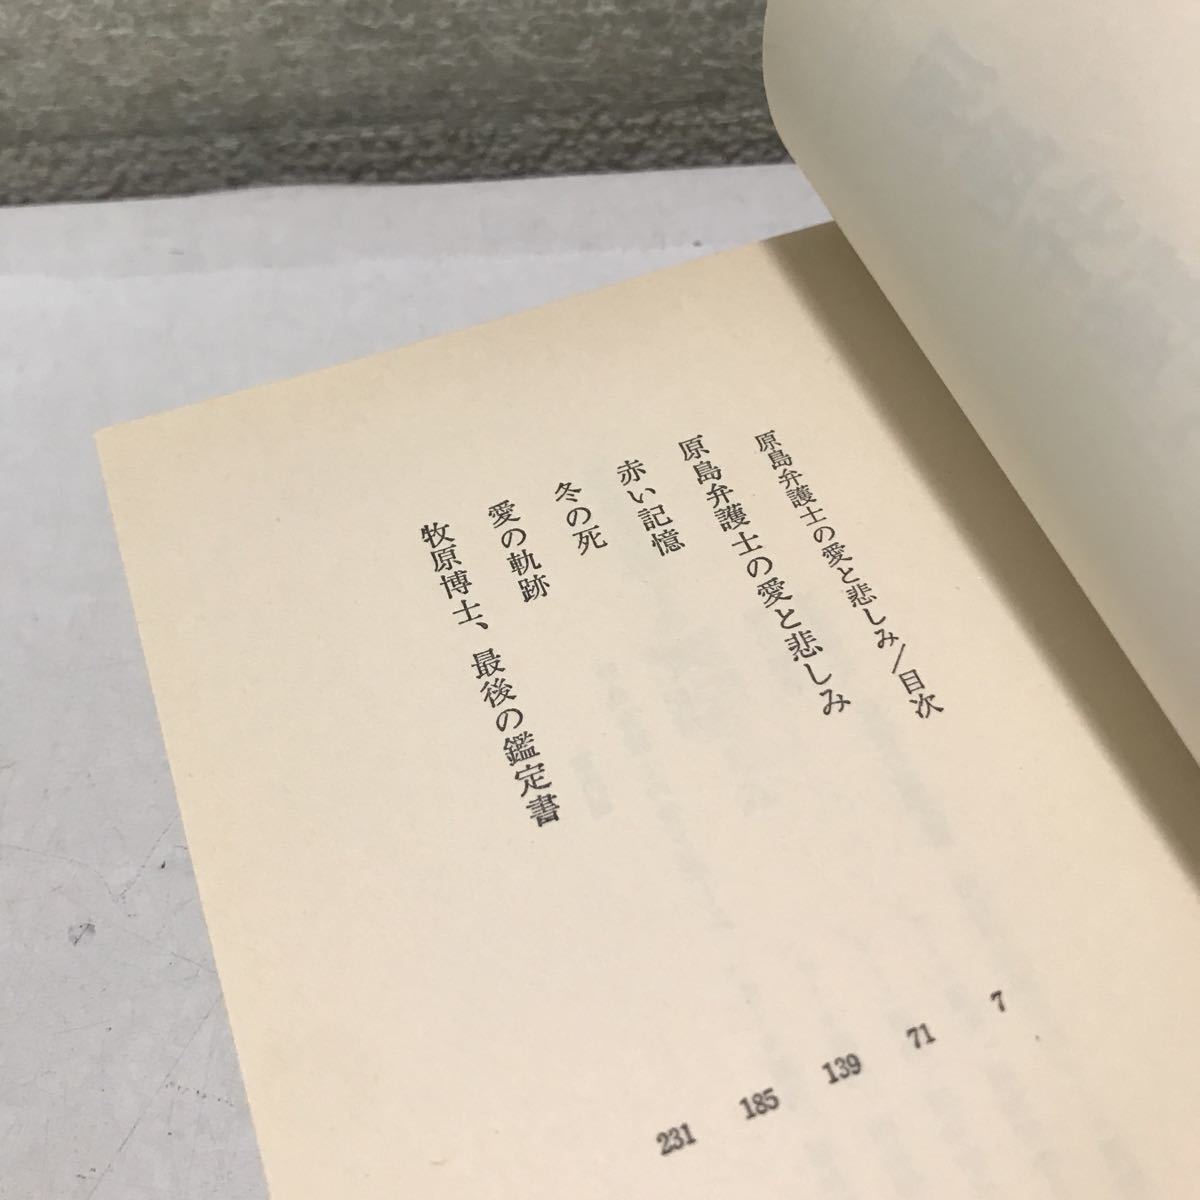 原島弁護士の愛と悲しみ/目次
原島弁護士の愛と悲しみ 7
赤い記憶 71
冬の死 139
愛の軌跡 185
牧原博士、最後の鑑定書 231